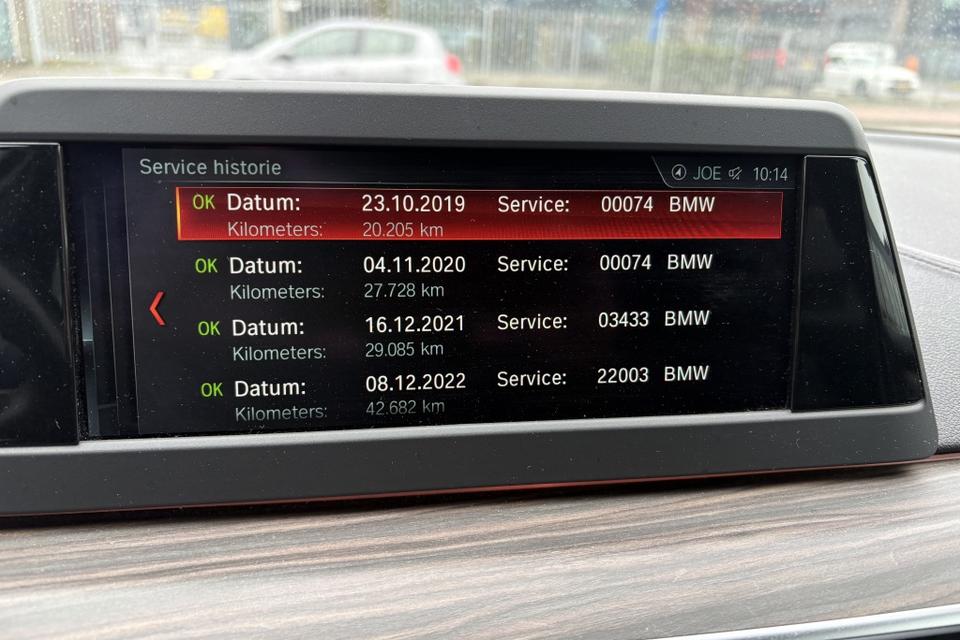 Service historie JOE 10:14
OK Datum: 23.10.2019 Service: 00074 BMW
Kilometers: 20.205 km
OK Datum: 04.11.2020 Service: 00074 BMW
Kilometers: 27.728 km
OK Datum: 16.12.2021 Service: 03433 BMW
Kilometers: 29.085 km
OK Datum: 08.12.2022 Service: 22003 BMW
Kilometers: 42.682 km